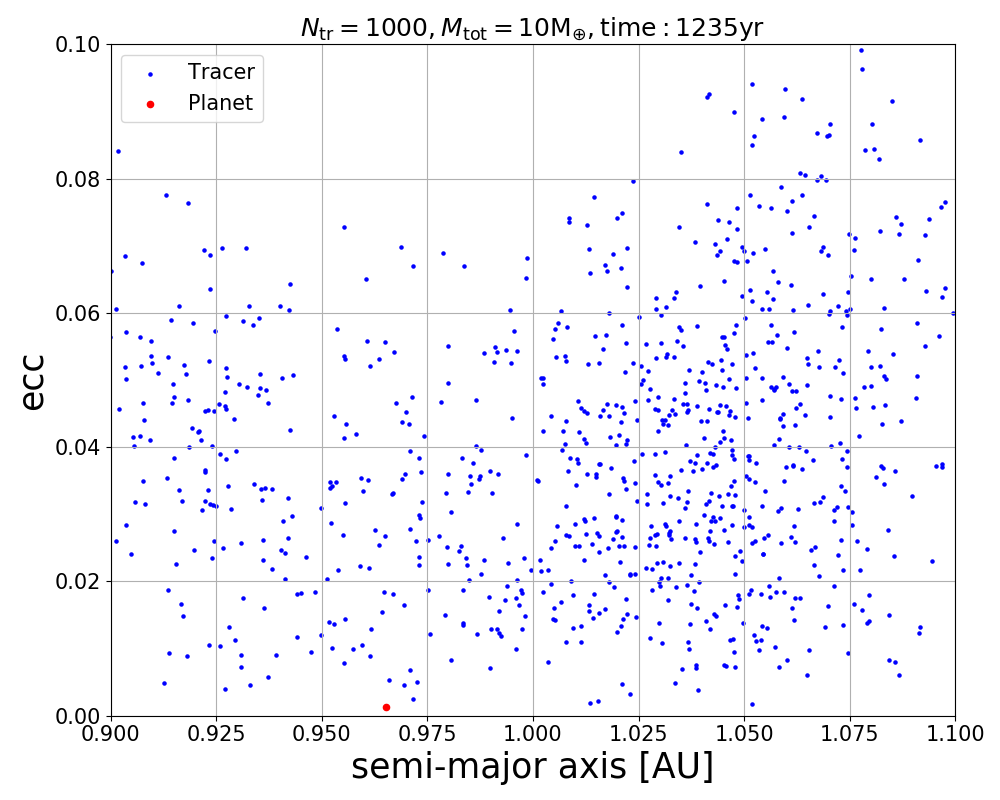 N_tr = 1000, M_tot = 10M_⊕, time : 1235yr
0.10
Tracer
Planet
0.08
0.06
ecc
0.04
0.02
0.00
0.900 0.925 0.950 0.975 1.000 1.025 1.050 1.075 1.100
semi-major axis [AU]